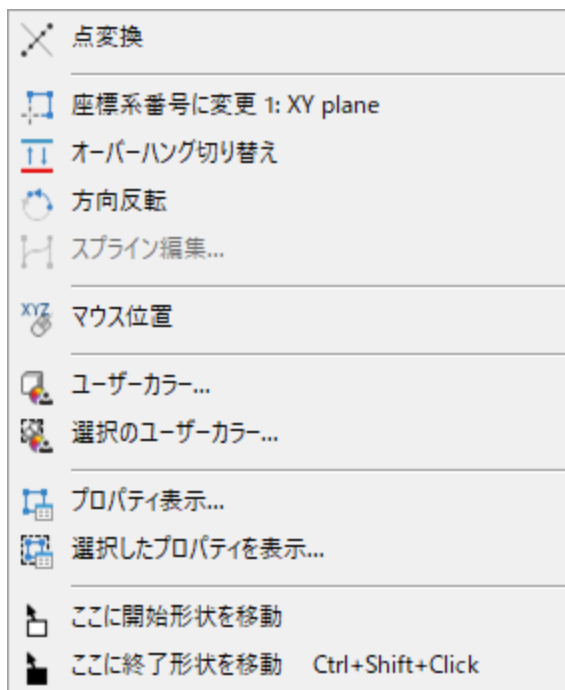 点変換
座標系番号に変更 1: XY plane
オーバーハング切り替え
方向反転
スプライン編集...
XYZ マウス位置
ユーザーカラー...
選択のユーザーカラー...
プロパティ表示...
選択したプロパティを表示...
ここに開始形状を移動
ここに終了形状を移動 Ctrl+Shift+Click